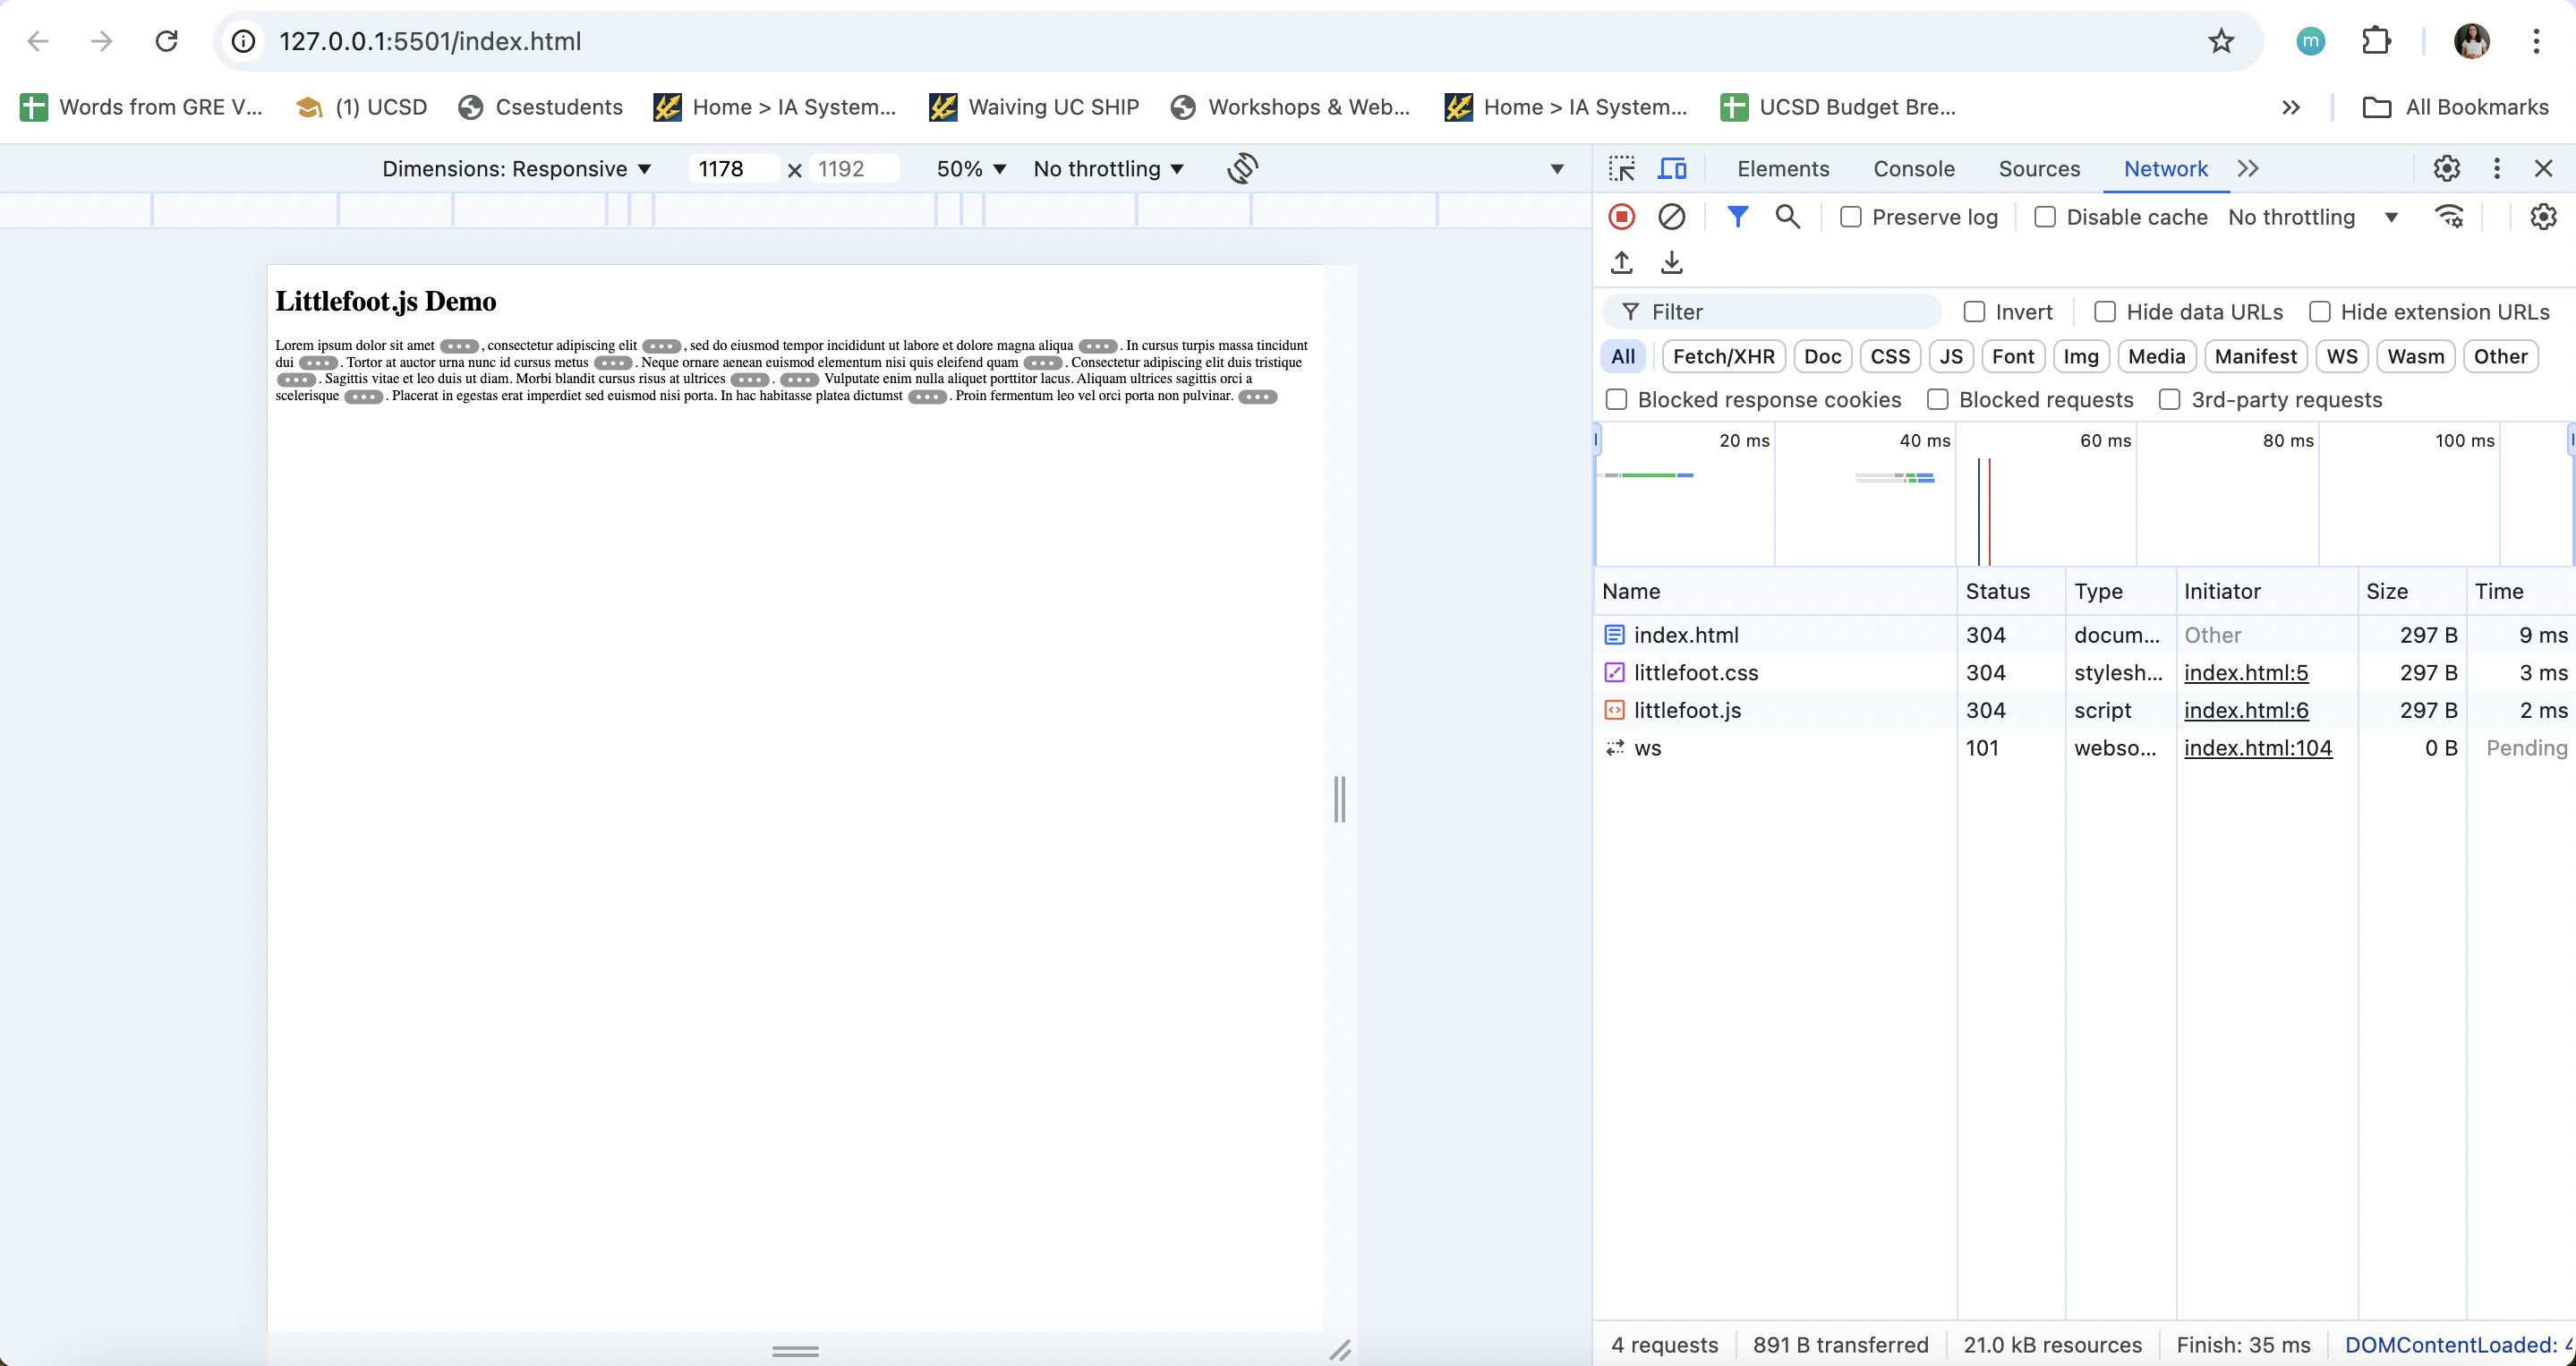 127.0.0.1:5501/index.html
m
Words from GRE V... (1) UCSD Csestudents Home > IA System... Waiving UC SHIP Workshops & Web... Home > IA System... UCSD Budget Bre... All Bookmarks
Dimensions: Responsive 1178 × 1192 50% No throttling
Littlefoot.js Demo
Lorem ipsum dolor sit amet , consectetur adipiscing elit , sed do eiusmod tempor incididunt ut labore et dolore magna aliqua . In cursus turpis massa tincidunt
dui . Tortor at auctor urna nunc id cursus metus . Neque ornare aenean euismod elementum nisi quis eleifend quam . Consectetur adipiscing elit duis tristique
. Sagittis vitae et leo duis ut diam. Morbi blandit cursus risus at ultrices . Vulputate enim nulla aliquet porttitor lacus. Aliquam ultrices sagittis orci a
scelerisque . Placerat in egestas erat imperdiet sed euismod nisi porta. In hac habitasse platea dictumst . Proin fermentum leo vel orci porta non pulvinar.
Elements Console Sources Network
Preserve log Disable cache No throttling
Filter Invert Hide data URLs Hide extension URLs
All Fetch/XHR Doc CSS JS Font Img Media Manifest WS Wasm Other
Blocked response cookies Blocked requests 3rd-party requests
20 ms 40 ms 60 ms 80 ms 100 ms
Name Status Type Initiator Size Time
index.html 304 docum... Other 297 B 9 ms
littlefoot.css 304 stylesh... index.html:5 297 B 3 ms
littlefoot.js 304 script index.html:6 297 B 2 ms
ws 101 webso... index.html:104 0 B Pending
4 requests 891 B transferred 21.0 kB resources Finish: 35 ms DOMContentLoaded: